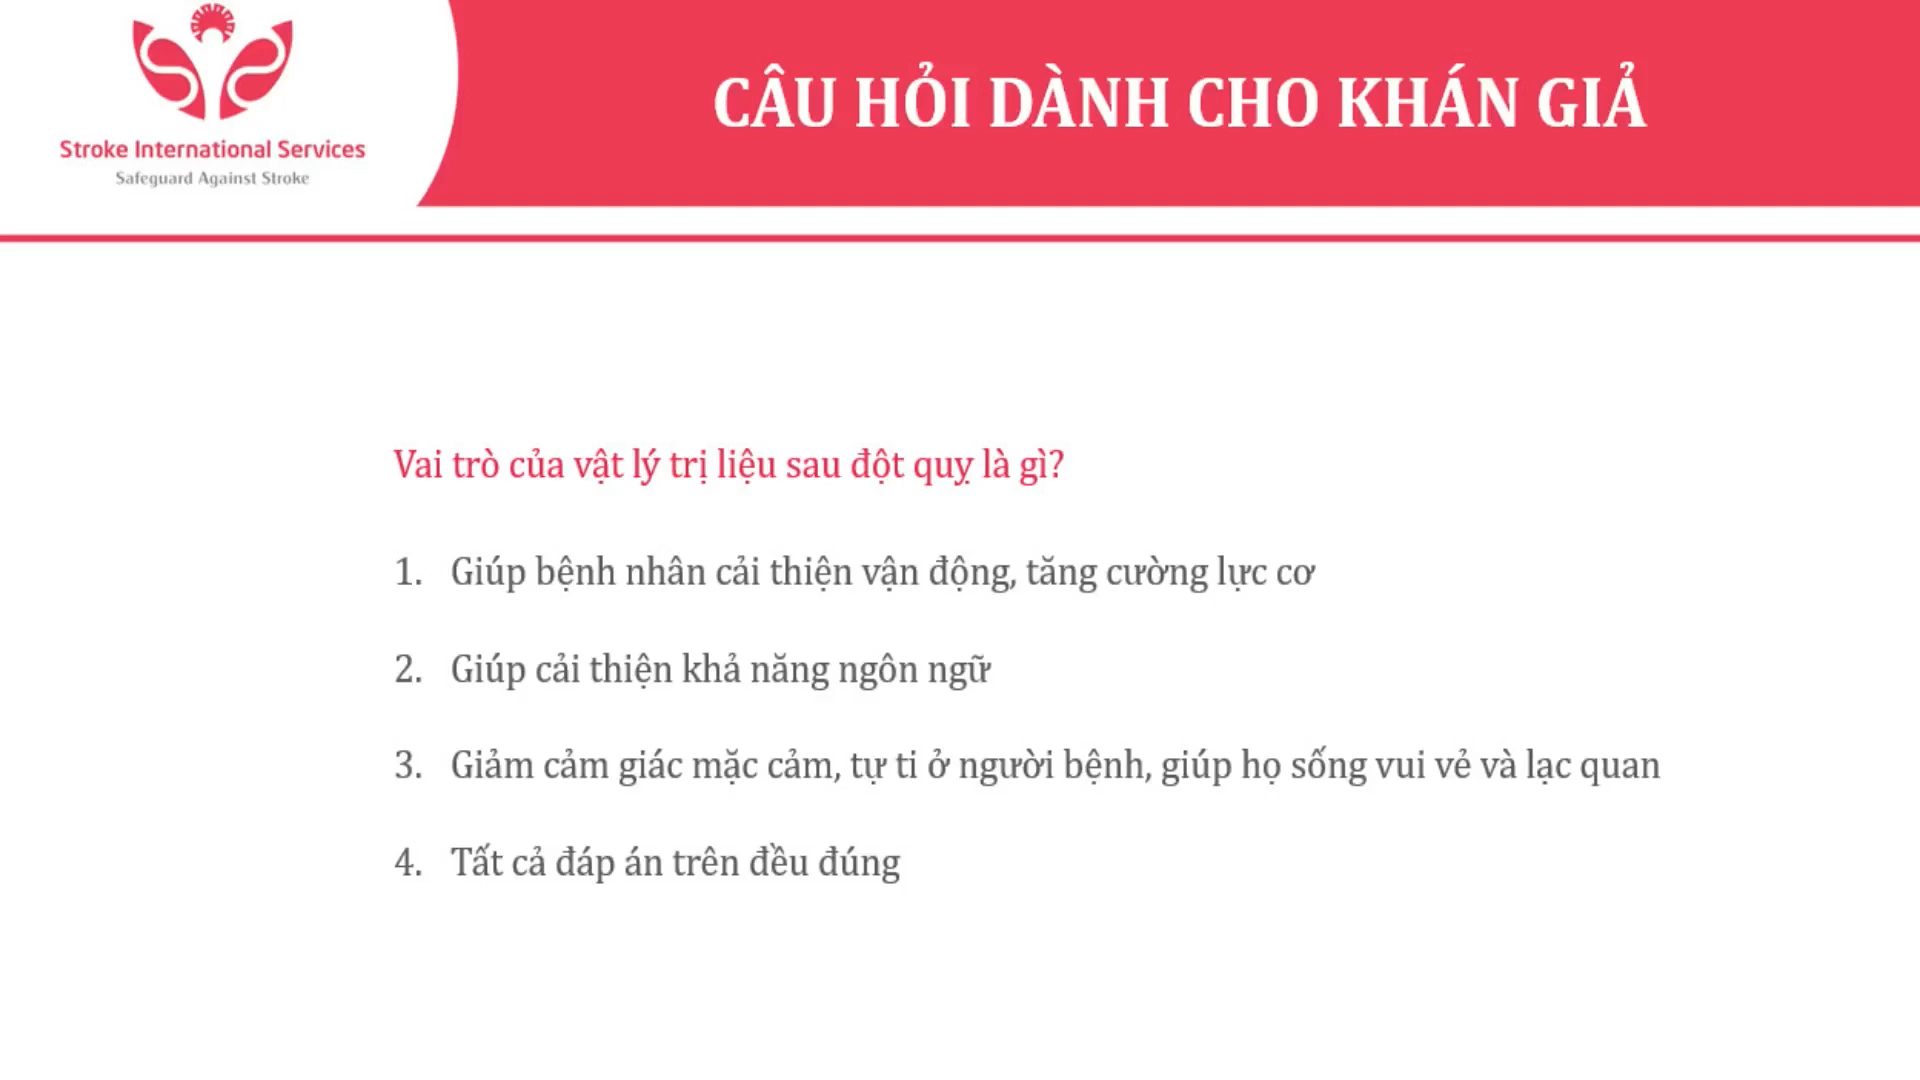 Stroke International Services
Safeguard Against Stroke
CÂU HỎI DÀNH CHO KHÁN GIẢ
Vai trò của vật lý trị liệu sau đột quỵ là gì?
1. Giúp bệnh nhân cải thiện vận động, tăng cường lực cơ
2. Giúp cải thiện khả năng ngôn ngữ
3. Giảm cảm giác mặc cảm, tự ti ở người bệnh, giúp họ sống vui vẻ và lạc quan
4. Tất cả đáp án trên đều đúng